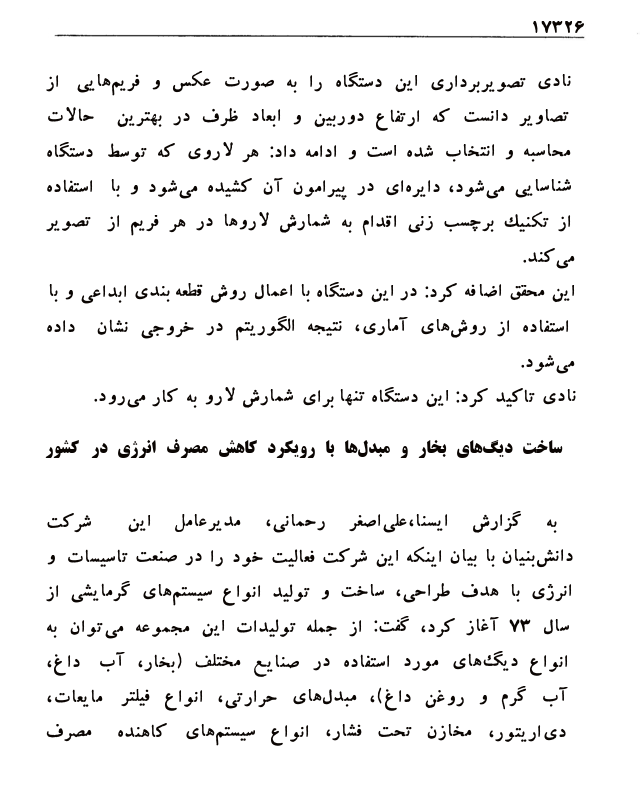 ۱۷۳۲۶
نادی تصویربرداری این دستگاه را به صورت عکس و فریم‌هایی از
تصاویر دانست که ارتفاع دوربین و ابعاد ظرف در بهترین حالات
محاسبه و انتخاب شده است و ادامه داد: هر لاروی که توسط دستگاه
شناسایی می‌شود، دایره‌ای در پیرامون آن کشیده می‌شود و با استفاده
از تکنیك برچسب زنی اقدام به شمارش لاروها در هر فریم از تصویر
می‌کند.
این محقق اضافه کرد: در این دستگاه با اعمال روش قطعه بندی ابداعی و با
استفاده از روش‌های آماری، نتیجه الگوریتم در خروجی نشان داده
می‌شود.
نادی تاکید کرد: این دستگاه تنها برای شمارش لارو به کار می‌رود.
ساخت دیگ‌های بخار و مبدل‌ها با رویکرد کاهش مصرف انرژی در کشور
به گزارش ایسنا،علی‌اصغر رحمانی، مدیرعامل این شرکت
دانش‌بنیان با بیان اینکه این شرکت فعالیت خود را در صنعت تاسیسات و
انرژی با هدف طراحی، ساخت و تولید انواع سیستم‌های گرمایشی از
سال ۷۳ آغاز کرد، گفت: از جمله تولیدات این مجموعه می‌توان به
انواع دیگ‌های مورد استفاده در صنایع مختلف (بخار، آب داغ،
آب گرم و روغن داغ)، مبدل‌های حرارتی، انواع فیلتر مایعات،
دی‌اریتور، مخازن تحت فشار، انواع سیستم‌های کاهنده مصرف